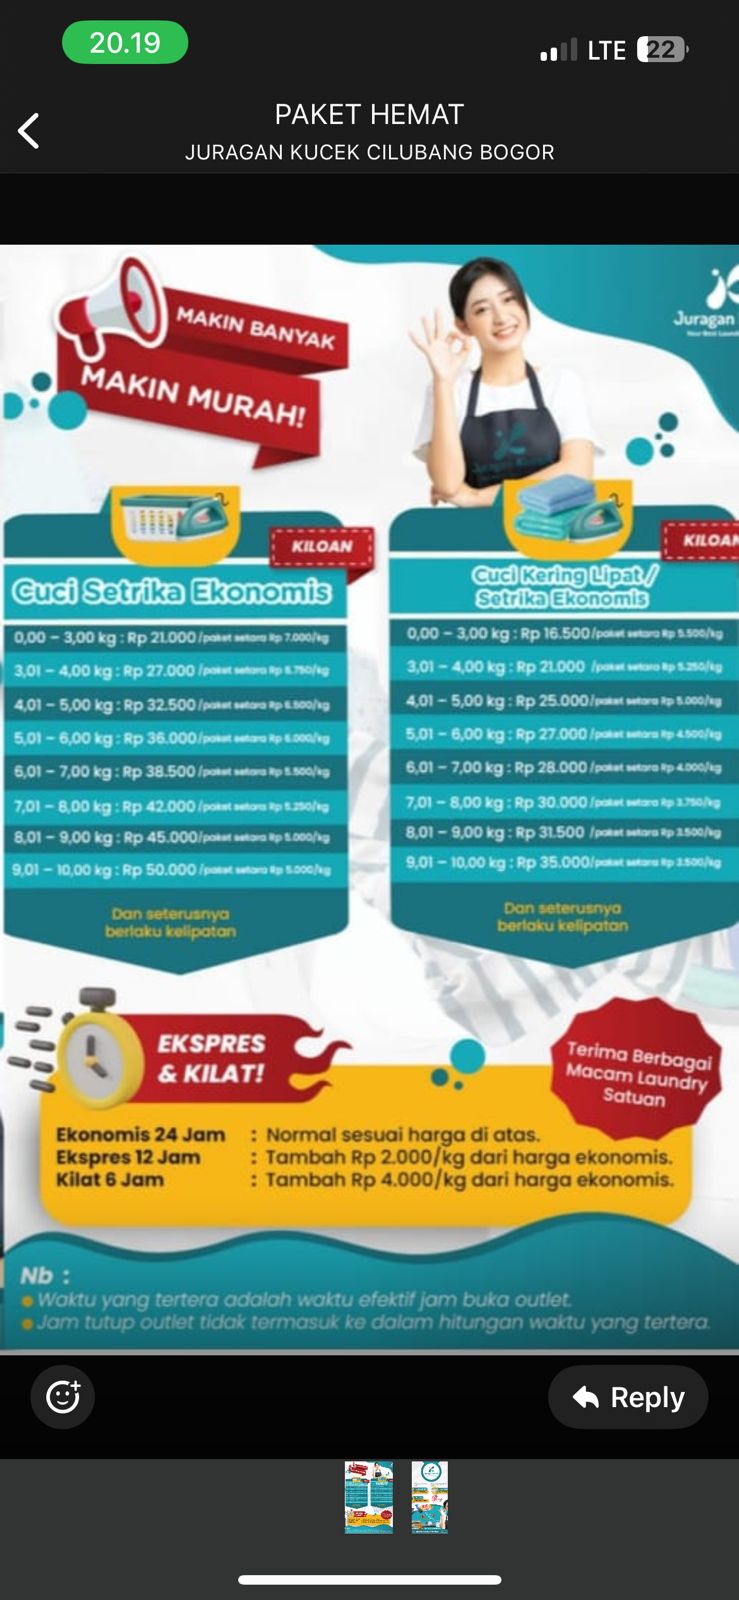 20.19
LTE 22
PAKET HEMAT
JURAGAN KUCEK CILUBANG BOGOR
MAKIN BANYAK
MAKIN MURAH!
Juragan
KILOAN
Cuci Setrika Ekonomis
0,00 – 3,00 kg : Rp 21.000/paket setara Rp 7.000/kg
3,01 – 4,00 kg : Rp 27.000 /paket setara Rp 6.750/kg
4,01 – 5,00 kg : Rp 32.500 /paket setara Rp 6.500/kg
5,01 – 6,00 kg : Rp 36.000/paket setara Rp 6.000/kg
6,01 – 7,00 kg : Rp 38.500 /paket setara Rp 5.500/kg
7,01 – 8,00 kg : Rp 42.000 /paket setara Rp 5.250/kg
8,01 – 9,00 kg : Rp 45.000/paket setara Rp 5.000/kg
9,01 – 10,00 kg : Rp 50.000 /paket setara Rp 5.000/kg
Dan seterusnya
berlaku kelipatan
KILOAN
Cuci Kering Lipat/
Setrika Ekonomis
0,00 – 3,00 kg : Rp 16.500/paket setara Rp 5.500/kg
3,01 – 4,00 kg : Rp 21.000 /paket setara Rp 5.250/kg
4,01 – 5,00 kg : Rp 25.000/paket setara Rp 5.000/kg
5,01 – 6,00 kg : Rp 27.000 /paket setara Rp 4.500/kg
6,01 – 7,00 kg : Rp 28.000 /paket setara Rp 4.000/kg
7,01 – 8,00 kg : Rp 30.000 /paket setara Rp 3.750/kg
8,01 – 9,00 kg : Rp 31.500 /paket setara Rp 3.500/kg
9,01 – 10,00 kg : Rp 35.000/paket setara Rp 3.500/kg
Dan seterusnya
berlaku kelipatan
EKSPRES
& KILAT!
Terima Berbagai
Macam Laundry
Satuan
Ekonomis 24 Jam : Normal sesuai harga di atas.
Ekspres 12 Jam : Tambah Rp 2.000/kg dari harga ekonomis.
Kilat 6 Jam : Tambah Rp 4.000/kg dari harga ekonomis.
Nb :
Waktu yang tertera adalah waktu efektif jam buka outlet.
Jam tutup outlet tidak termasuk ke dalam hitungan waktu yang tertera.
Reply